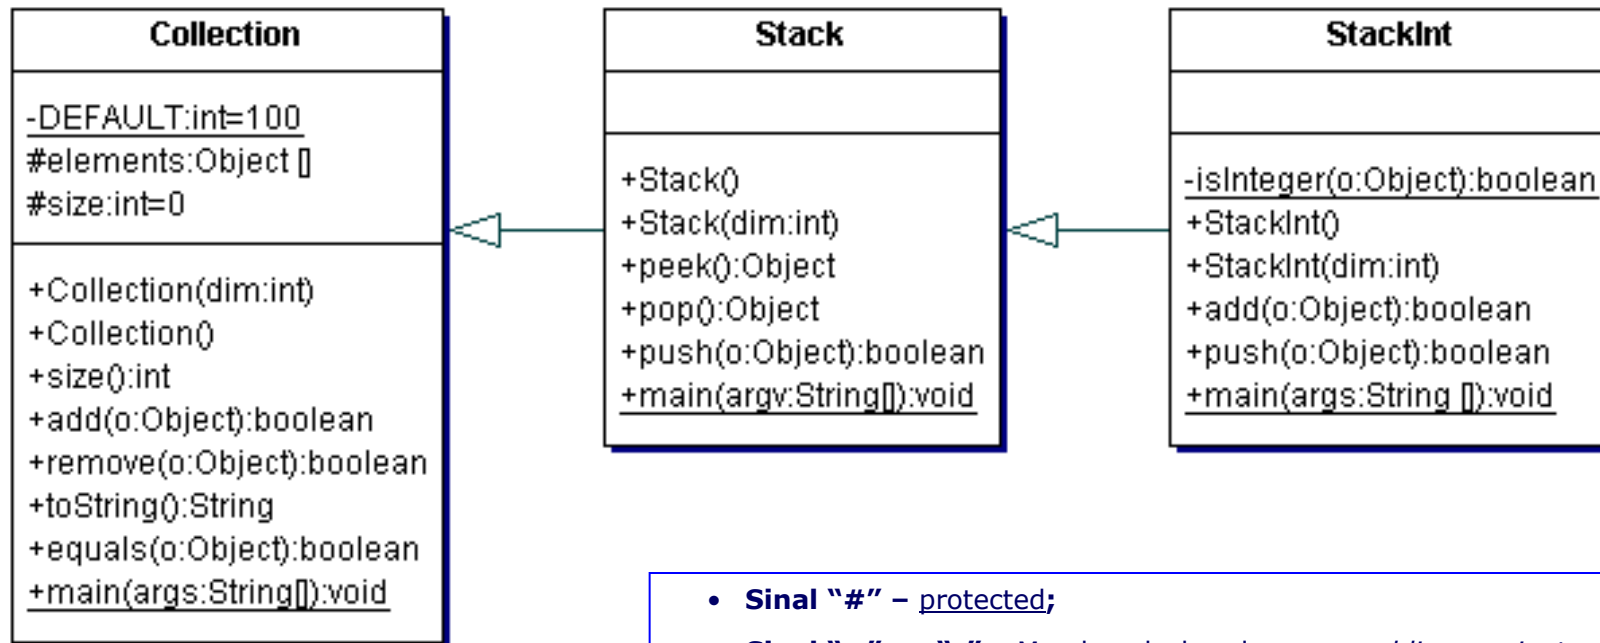 Collection
-DEFAULT:int=100
#elements:Object []
#size:int=0
+Collection(dim:int)
+Collection()
+size():int
+add(o:Object):boolean
+remove(o:Object):boolean
+toString():String
+equals(o:Object):boolean
+main(args:String[]):void
Stack
+Stack()
+Stack(dim:int)
+peek():Object
+pop():Object
+push(o:Object):boolean
+main(argv:String[]):void
StackInt
-isInteger(o:Object):boolean
+StackInt()
+StackInt(dim:int)
+add(o:Object):boolean
+push(o:Object):boolean
+main(args:String []):void
• Sinal “#” – protected;